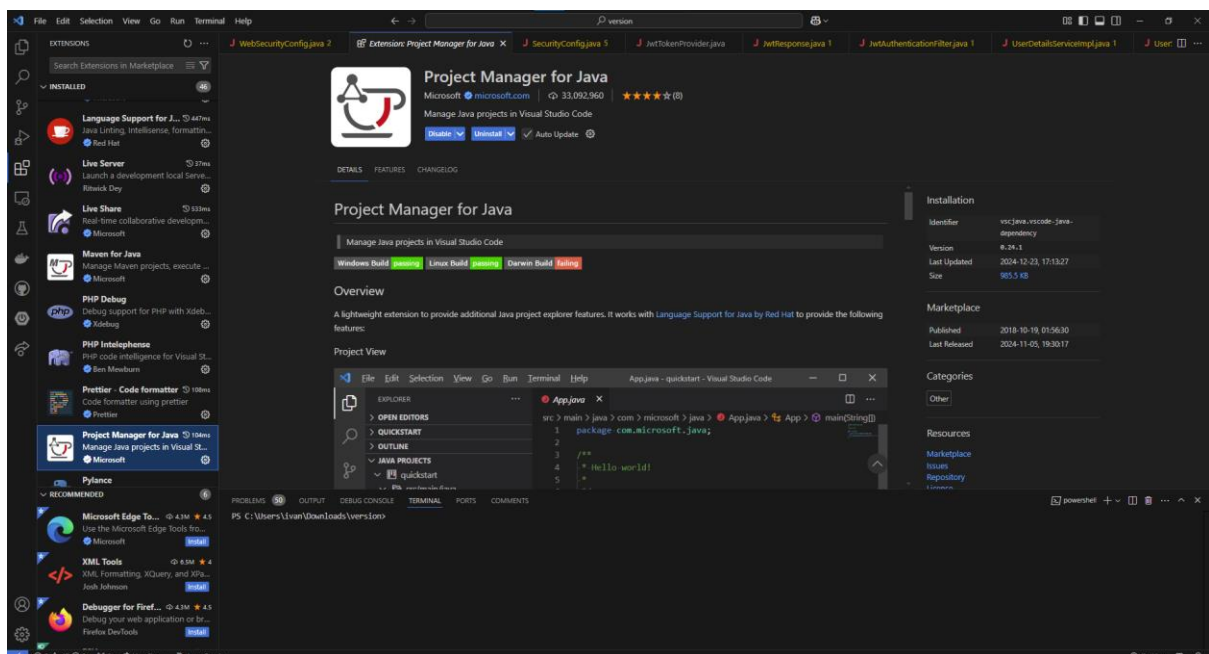 File Edit Selection View Go Run Terminal Help
version
EXTENSIONS
WebSecurityConfig.java 2
Extension: Project Manager for Java
SecurityConfig.java 5
JwtTokenProvider.java
JwtResponse.java 1
JwtAuthenticationFilter.java 1
UserDetailsServiceImpl.java 1
User
Search Extensions in Marketplace
INSTALLED 46
Language Support for J... 447ms
Java Linting, Intellisense, formattin...
Red Hat
Live Server 37ms
Launch a development local Serve...
Ritwick Dey
Live Share 533ms
Real-time collaborative developm...
Microsoft
Maven for Java
Manage Maven projects, execute ...
Microsoft
PHP Debug
Debug support for PHP with Xdeb...
Xdebug
PHP Intelephense
PHP code intelligence for Visual St...
Ben Mewburn
Prettier - Code formatter 108ms
Code formatter using prettier
Prettier
Project Manager for Java 104ms
Manage Java projects in Visual St...
Microsoft
Pylance
RECOMMENDED 6
Microsoft Edge To... 4.3M 4.5
Use the Microsoft Edge Tools fro...
Microsoft Install
XML Tools 6.5M 4
XML Formatting, XQuery, and XPa...
Josh Johnson Install
Debugger for Firef... 4.3M 4.5
Debug your web application or br...
Firefox DevTools Install
Project Manager for Java
Microsoft microsoft.com 33,092,960 (8)
Manage Java projects in Visual Studio Code
Disable Uninstall Auto Update
DETAILS FEATURES CHANGELOG
Project Manager for Java
Manage Java projects in Visual Studio Code
Windows Build passing Linux Build passing Darwin Build failing
Overview
A lightweight extension to provide additional Java project explorer features. It works with Language Support for Java by Red Hat to provide the following
features:
Project View
File Edit Selection View Go Run Terminal Help App.java - quickstart - Visual Studio Code
EXPLORER
OPEN EDITORS
QUICKSTART
OUTLINE
JAVA PROJECTS
quickstart
src/main/java
App.java
src > main > java > com > microsoft > java > App.java > App > main(String[])
1 package com.microsoft.java;
2
3 /**
4 * Hello world!
5 *
Installation
Identifier vscjava.vscode-java-
dependency
Version 0.24.1
Last Updated 2024-12-23, 17:13:27
Size 985.5 KB
Marketplace
Published 2018-10-19, 01:56:30
Last Released 2024-11-05, 19:30:17
Categories
Other
Resources
Marketplace
Issues
Repository
License
PROBLEMS 50 OUTPUT DEBUG CONSOLE TERMINAL PORTS COMMENTS
powershell
PS C:\Users\ivan\Downloads\version>